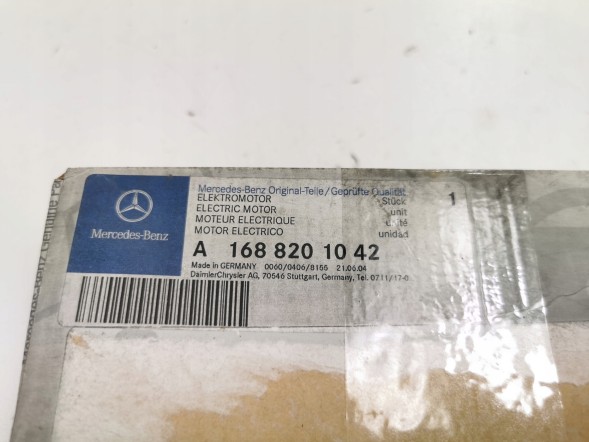 Mercedes-Benz Original-Teile/Geprüfte Qualität
ELEKTROMOTOR
ELECTRIC MOTOR
MOTEUR ELECTRIQUE
MOTOR ELECTRICO
Stück
unit
unité
unidad
1
Mercedes-Benz
A 168 820 10 42
Made in GERMANY 0060/0406/8155 21.06.04
DaimlerChrysler AG, 70546 Stuttgart, Germany, Tel. 0711/17-0